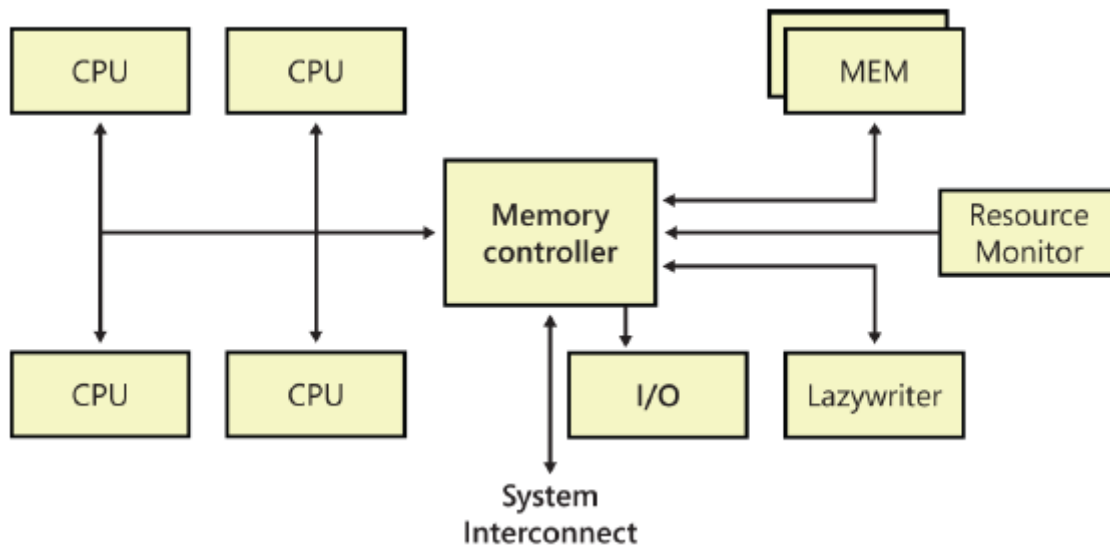 CPU
CPU
MEM
Memory
controller
Resource
Monitor
CPU
CPU
I/O
Lazywriter
System
Interconnect